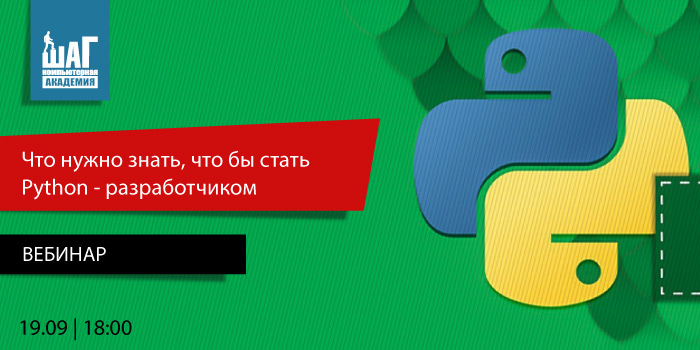 ШАГ
компьютерная
АКАДЕМИЯ
Что нужно знать, что бы стать
Python - разработчиком
ВЕБИНАР
19.09 | 18:00